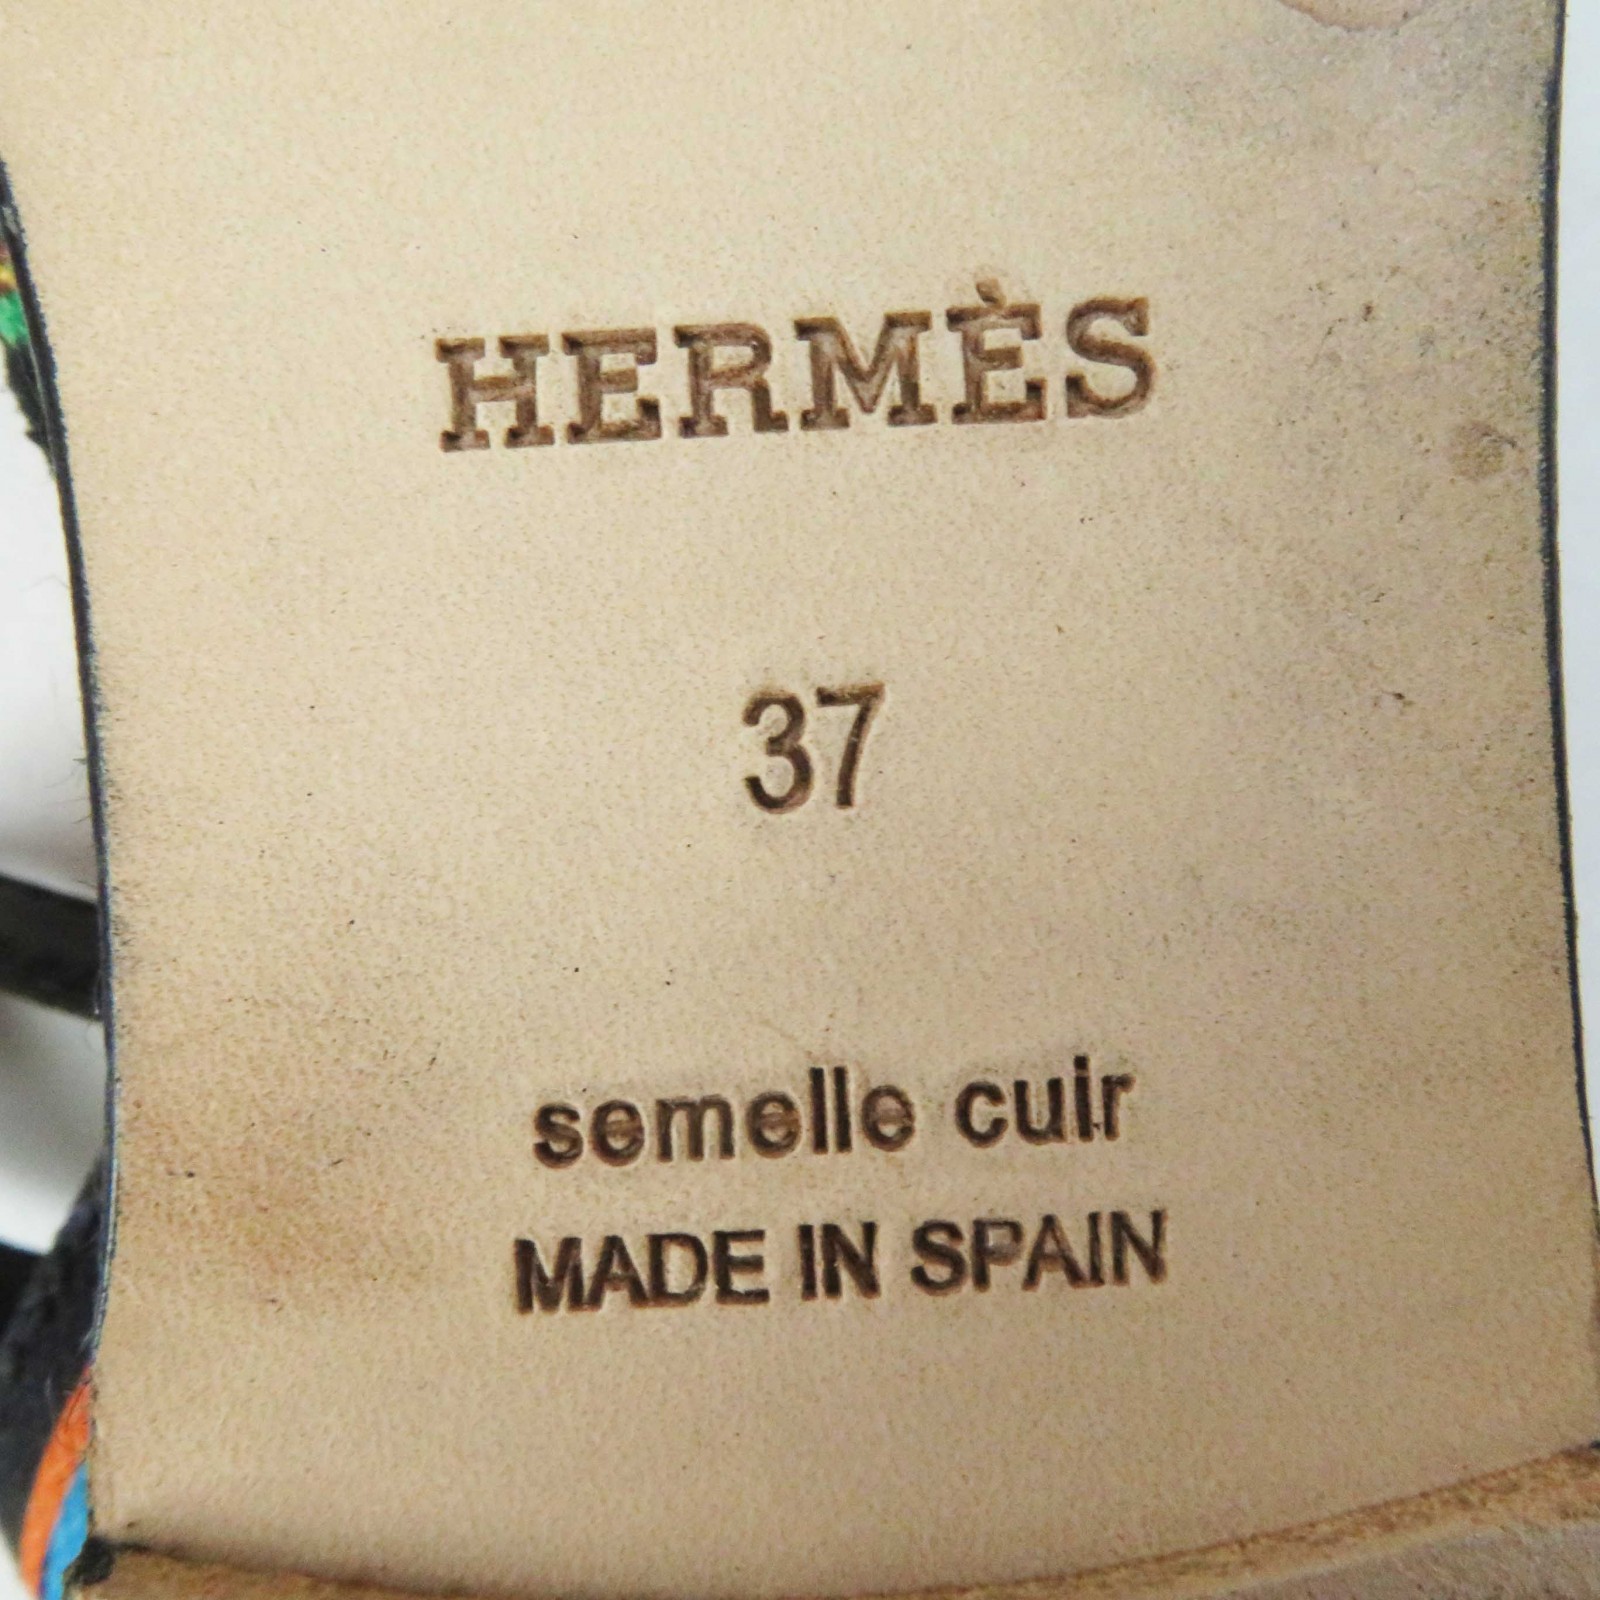 HERMÈS
37
semelle cuir
MADE IN SPAIN